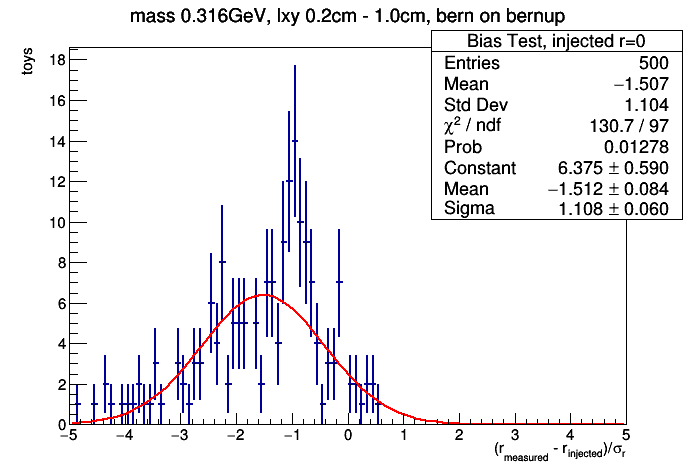 mass 0.316GeV, lxy 0.2cm - 1.0cm, bern on bernup
Bias Test, injected r=0
Entries 500
Mean −1.507
Std Dev 1.104
χ² / ndf 130.7 / 97
Prob 0.01278
Constant 6.375 ± 0.590
Mean −1.512 ± 0.084
Sigma 1.108 ± 0.060
toys
18
16
14
12
10
8
6
4
2
0
−5 −4 −3 −2 −1 0 1 2 3 4 5
(r_measured - r_injected)/σ_r